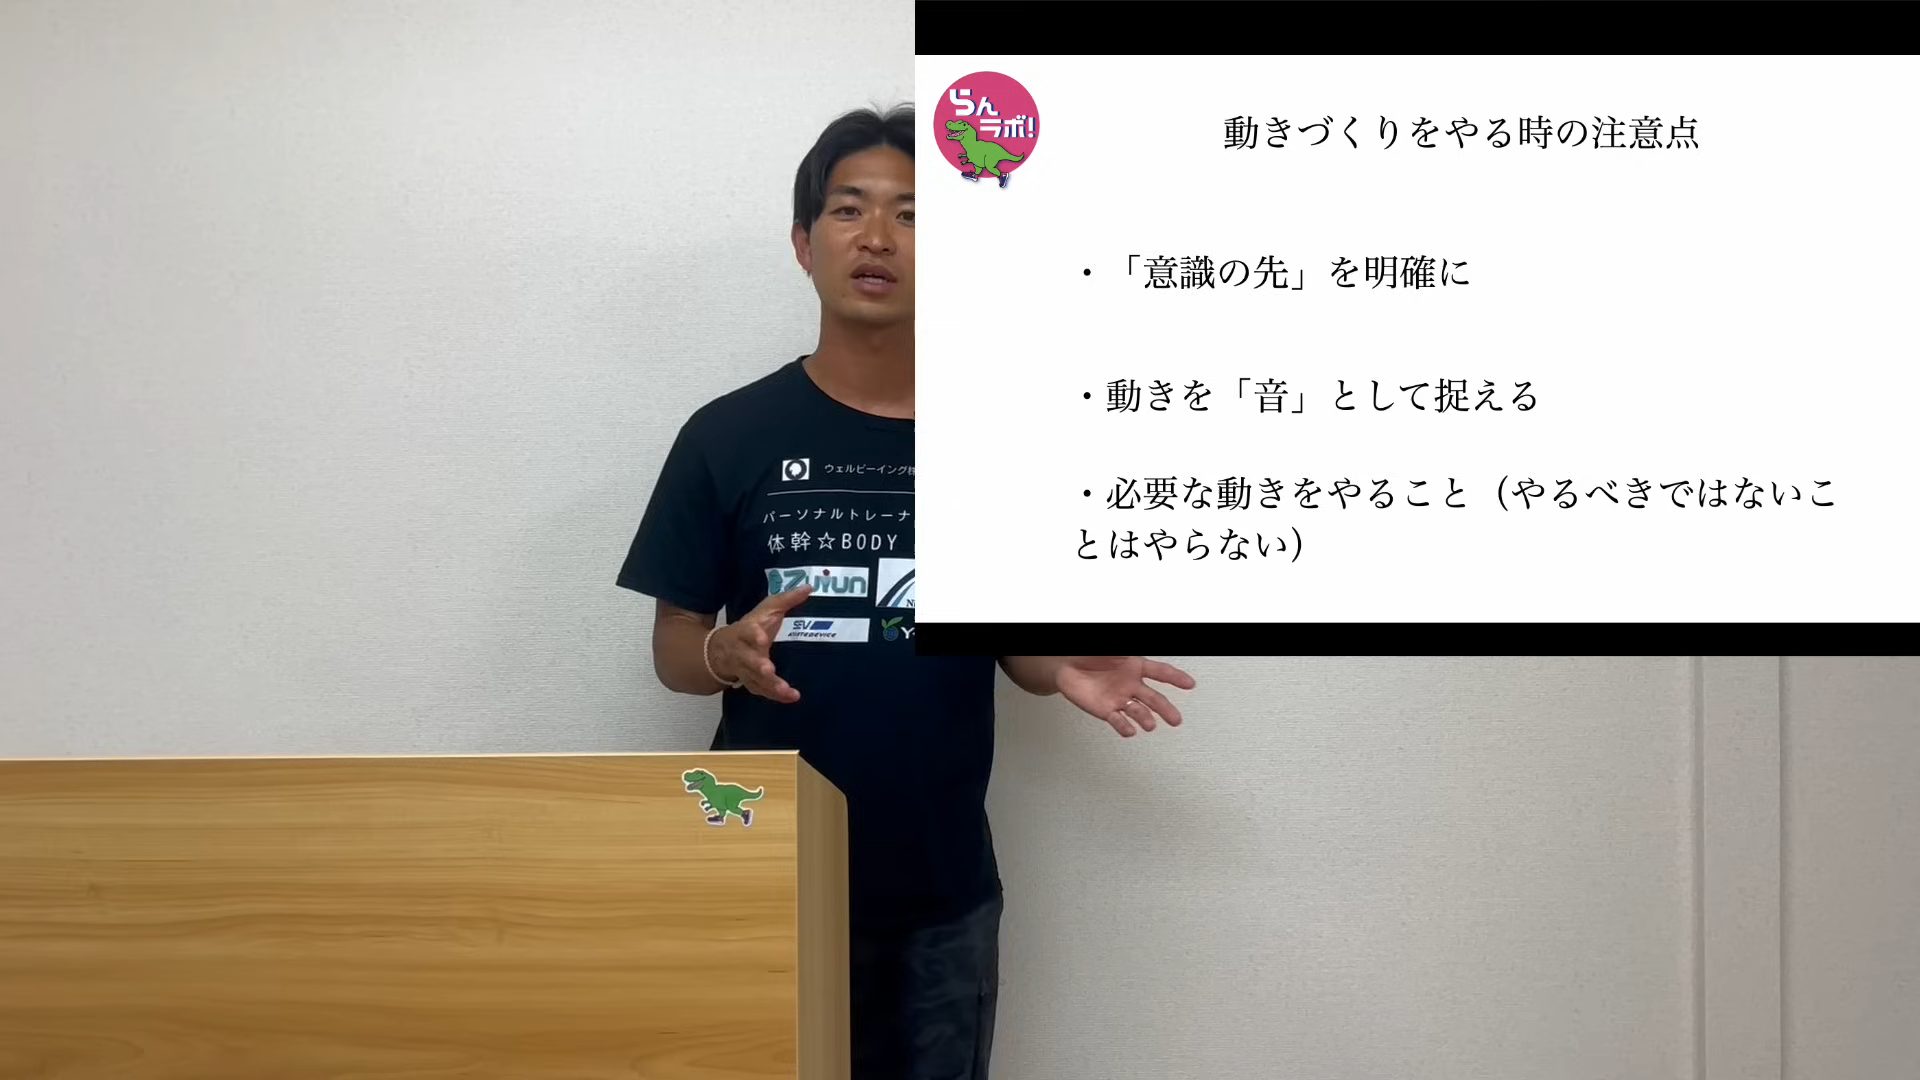 らん
ラボ!
動きづくりをやる時の注意点
・「意識の先」を明確に
・動きを「音」として捉える
・必要な動きをやること（やるべきではないこ
とはやらない）
ウェルビーイング株
パーソナルトレーナ
体幹☆BODY
Zuiyun
SV